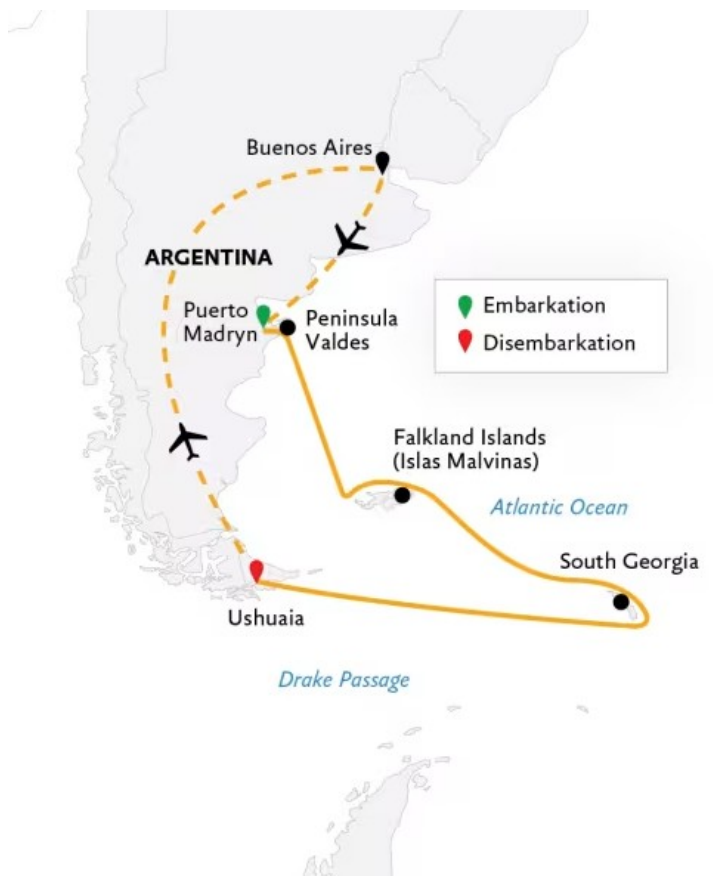 Buenos Aires
ARGENTINA
Puerto
Madryn
Peninsula
Valdes
Embarkation
Disembarkation
Falkland Islands
(Islas Malvinas)
Atlantic Ocean
South Georgia
Ushuaia
Drake Passage